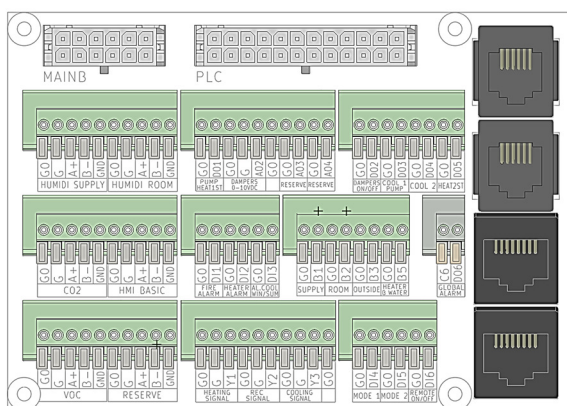 MAINB PLC
G0 G A+ B- GND G0 G A+ B- GND
HUMIDI SUPPLY HUMIDI ROOM
G0 DO1 G0 G AO2 G0 G0 AO3 G0 AO4
PUMP HEAT1ST DAMPERS 0-10VDC RESERVE RESERVE
G0 DO2 G0 DO3 G0 DO4 G0 DO5
DAMPERS ON/OFF COOL 1 PUMP COOL 2 HEAT2ST
G0 G A+ B- GND G0 G A+ B- GND
CO2 HMI BASIC
G0 DI1 G0 DI2 G0 DI3
FIRE ALARM HEATER ALARM AL.COOL WIN/SUM
G0 B1 G0 B2 G0 B3 G0 B5
SUPPLY ROOM OUTSIDE HEATER B.WATER
C6 DO6
GLOBAL ALARM
G0 G A+ B- GND G0 G A+ B- GND
VOC RESERVE
G0 G Y1 G0 G Y2 G0 G Y3 G0
HEATING SIGNAL REC SIGNAL COOLING SIGNAL
G0 DI4 G0 DI5 G0 DI6
MODE 1 MODE 2 REMOTE ON/OFF